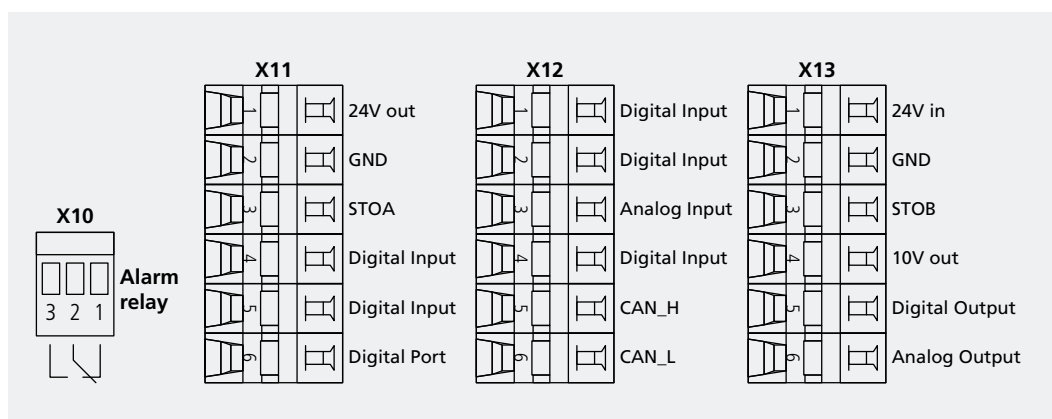 X11
1 24V out
2 GND
3 STOA
4 Digital Input
5 Digital Input
6 Digital Port
X12
1 Digital Input
2 Digital Input
3 Analog Input
4 Digital Input
5 CAN_H
6 CAN_L
X13
1 24V in
2 GND
3 STOB
4 10V out
5 Digital Output
6 Analog Output
X10
3 2 1
Alarm
relay